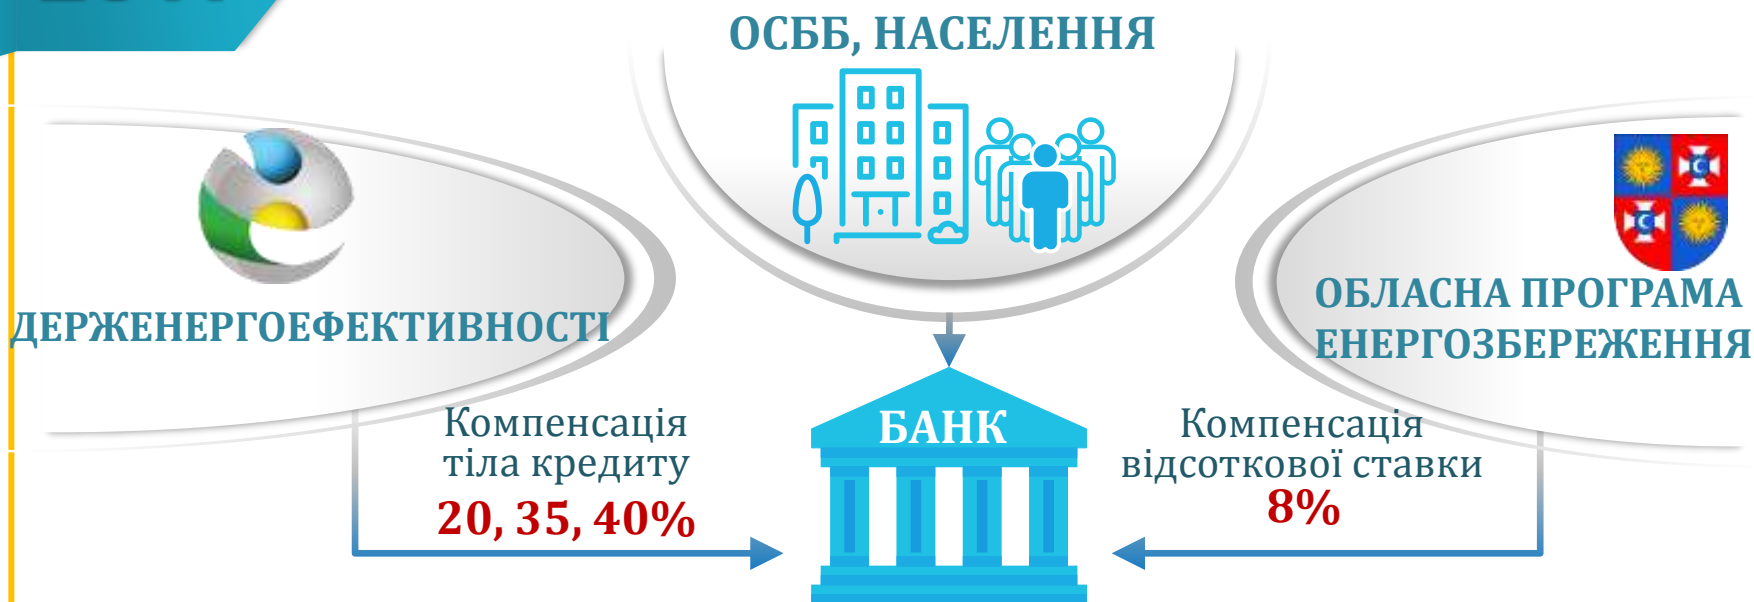 ОСББ, НАСЕЛЕННЯ
ДЕРЖЕНЕРГОЕФЕКТИВНОСТІ
ОБЛАСНА ПРОГРАМА
ЕНЕРГОЗБЕРЕЖЕННЯ
Компенсація
тіла кредиту
20, 35, 40%
БАНК
Компенсація
відсоткової ставки
8%